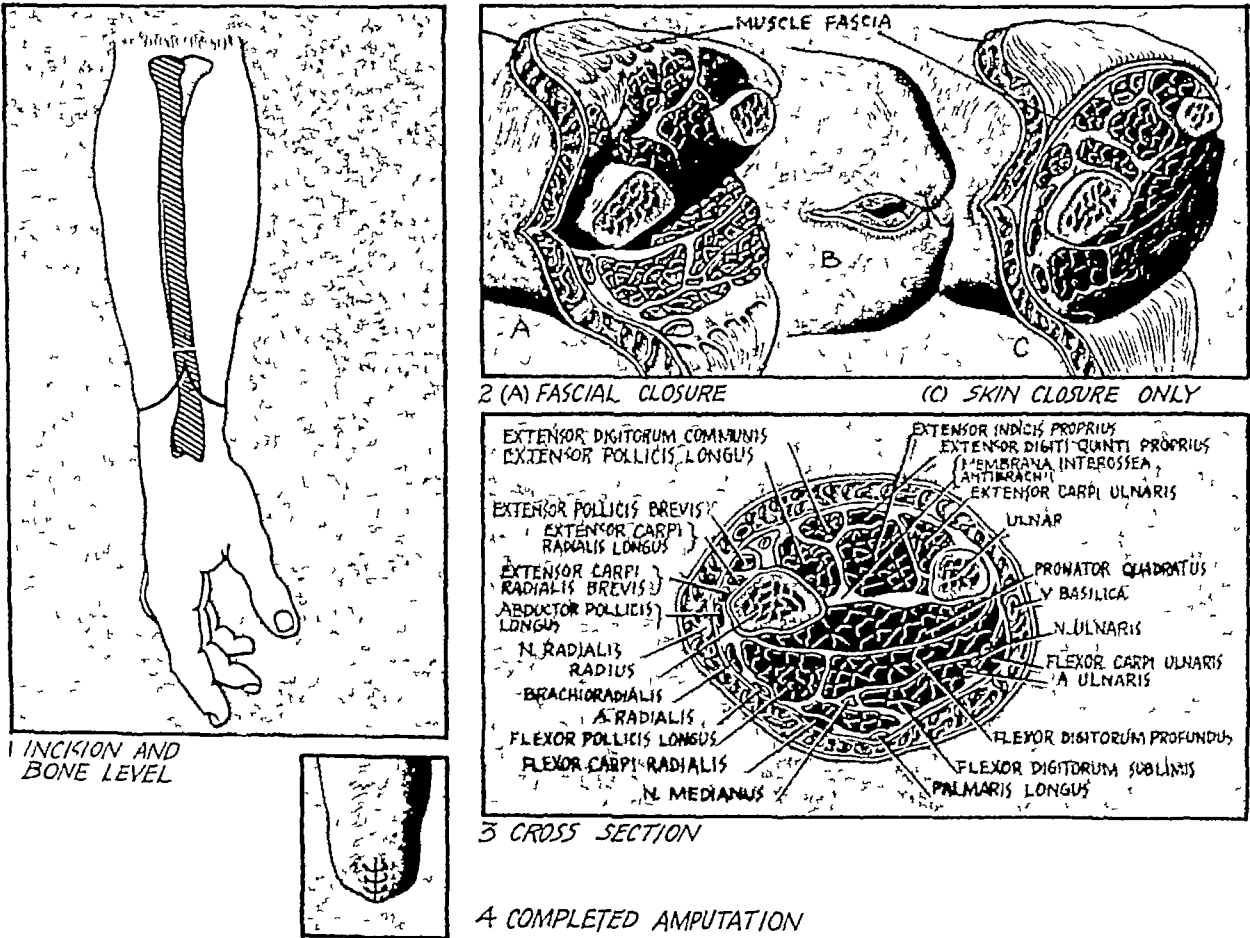 MUSCLE FASCIA
A
B
C
1 INCISION AND
BONE LEVEL
2 (A) FASCIAL CLOSURE
(C) SKIN CLOSURE ONLY
EXTENSOR DIGITORUM COMMUNIS
EXTENSOR POLLICIS LONGUS
EXTENSOR POLLICIS BREVIS
EXTENSOR CARPI
RADIALIS LONGUS
EXTENSOR CARPI
RADIALIS BREVIS
ABDUCTOR POLLICIS
LONGUS
N. RADIALIS
RADIUS
BRACHIORADIALIS
A. RADIALIS
FLEXOR POLLICIS LONGUS
FLEXOR CARPI RADIALIS
N. MEDIANUS
EXTENSOR INDICIS PROPRIUS
EXTENSOR DIGITI QUINTI PROPRIUS
MEMBRANA INTEROSSEA
ANTIBRACHII
EXTENSOR CARPI ULNARIS
ULNAR
PRONATOR QUADRATUS
V BASILICA
N. ULNARIS
FLEXOR CARPI ULNARIS
A ULNARIS
FLEXOR DIGITORUM PROFUNDUS
FLEXOR DIGITORUM SUBLIMIS
PALMARIS LONGUS
3 CROSS SECTION
4 COMPLETED AMPUTATION